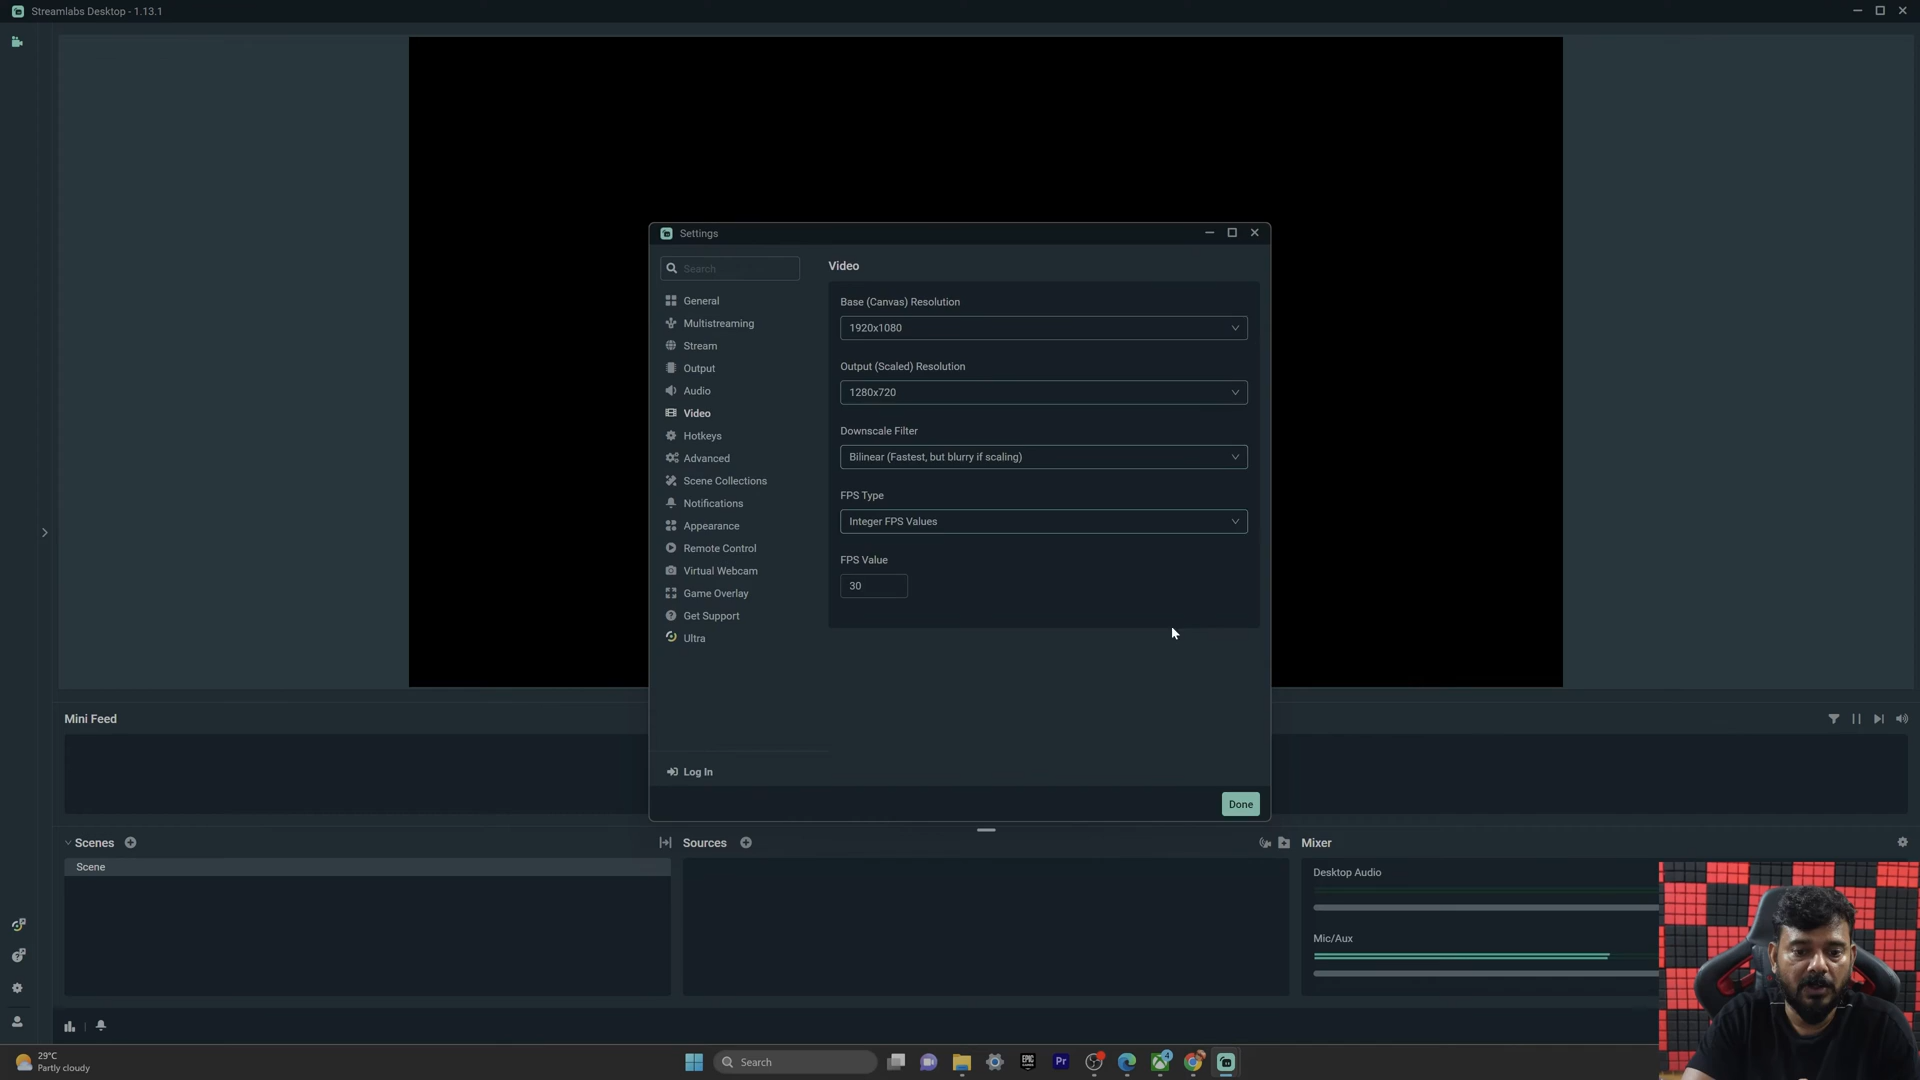 Streamlabs Desktop - 1.13.1
Settings
Search
General
Multistreaming
Stream
Output
Audio
Video
Hotkeys
Advanced
Scene Collections
Notifications
Appearance
Remote Control
Virtual Webcam
Game Overlay
Get Support
Ultra
Log In
Video
Base (Canvas) Resolution
1920x1080
Output (Scaled) Resolution
1280x720
Downscale Filter
Bilinear (Fastest, but blurry if scaling)
FPS Type
Integer FPS Values
FPS Value
30
Done
Mini Feed
Scenes
Scene
Sources
Mixer
Desktop Audio
Mic/Aux
29°C
Partly cloudy
Search
EPIC
Pr
4